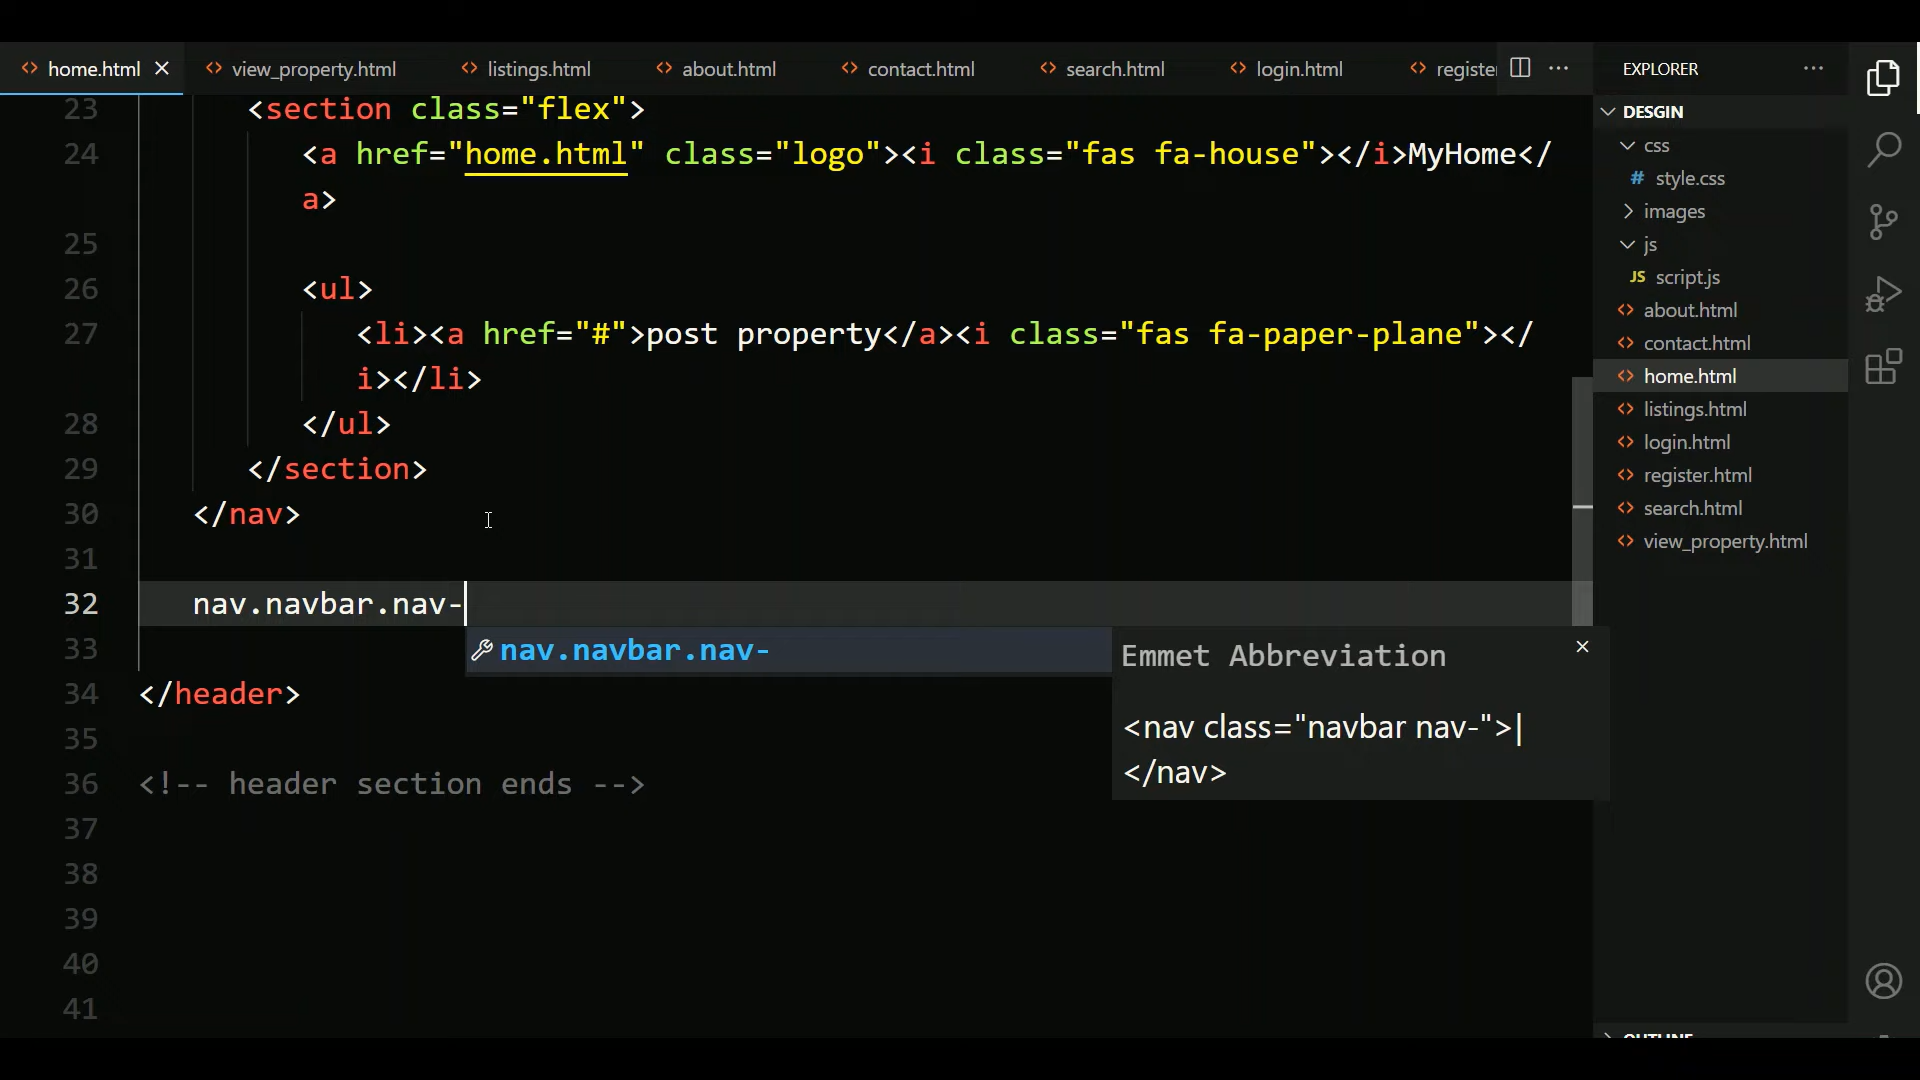 home.html
view_property.html
listings.html
about.html
contact.html
search.html
login.html
register
EXPLORER
23 <section class="flex">
24 <a href="home.html" class="logo"><i class="fas fa-house"></i>MyHome</
a>
25
26 <ul>
27 <li><a href="#">post property</a><i class="fas fa-paper-plane"></
i></li>
28 </ul>
29 </section>
30 </nav>
31
32 nav.navbar.nav-
nav.navbar.nav-
33
34 </header>
35
36 <!-- header section ends -->
37
38
39
40
41
Emmet Abbreviation
<nav class="navbar nav-">|
</nav>
DESGIN
css
# style.css
images
js
JS script.js
about.html
contact.html
home.html
listings.html
login.html
register.html
search.html
view_property.html
OUTLINE